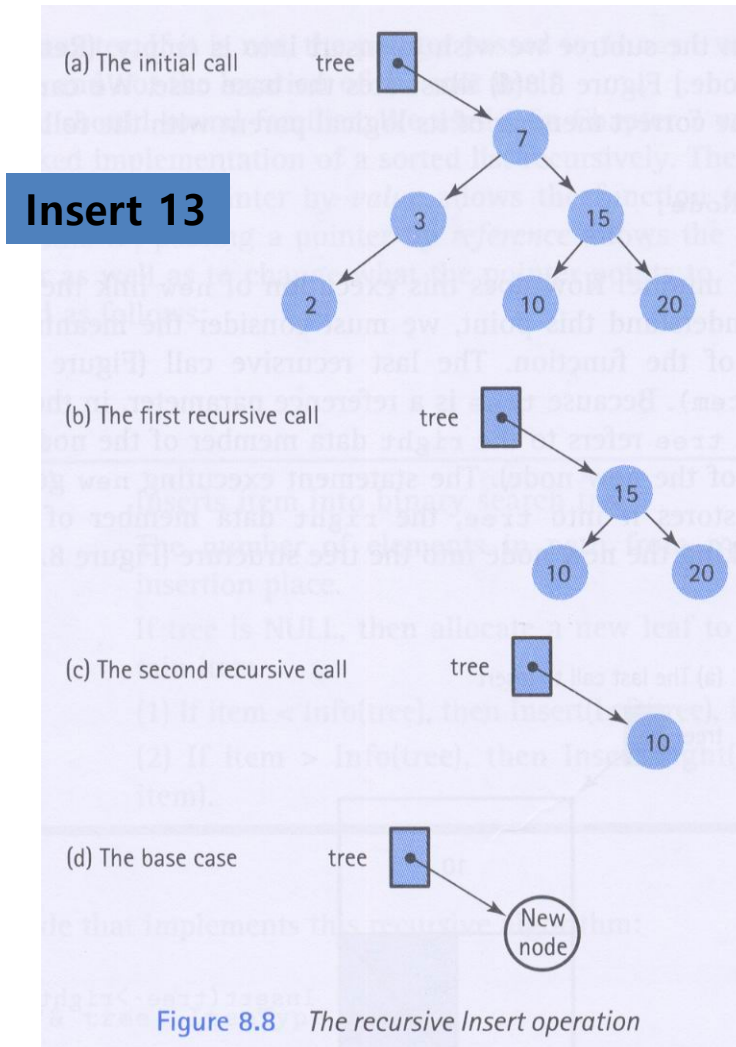 (a) The initial call
tree
7
Insert 13
3
15
2
10
20
(b) The first recursive call
tree
15
10
20
(c) The second recursive call
tree
10
(d) The base case
tree
New
node
Figure 8.8 The recursive Insert operation